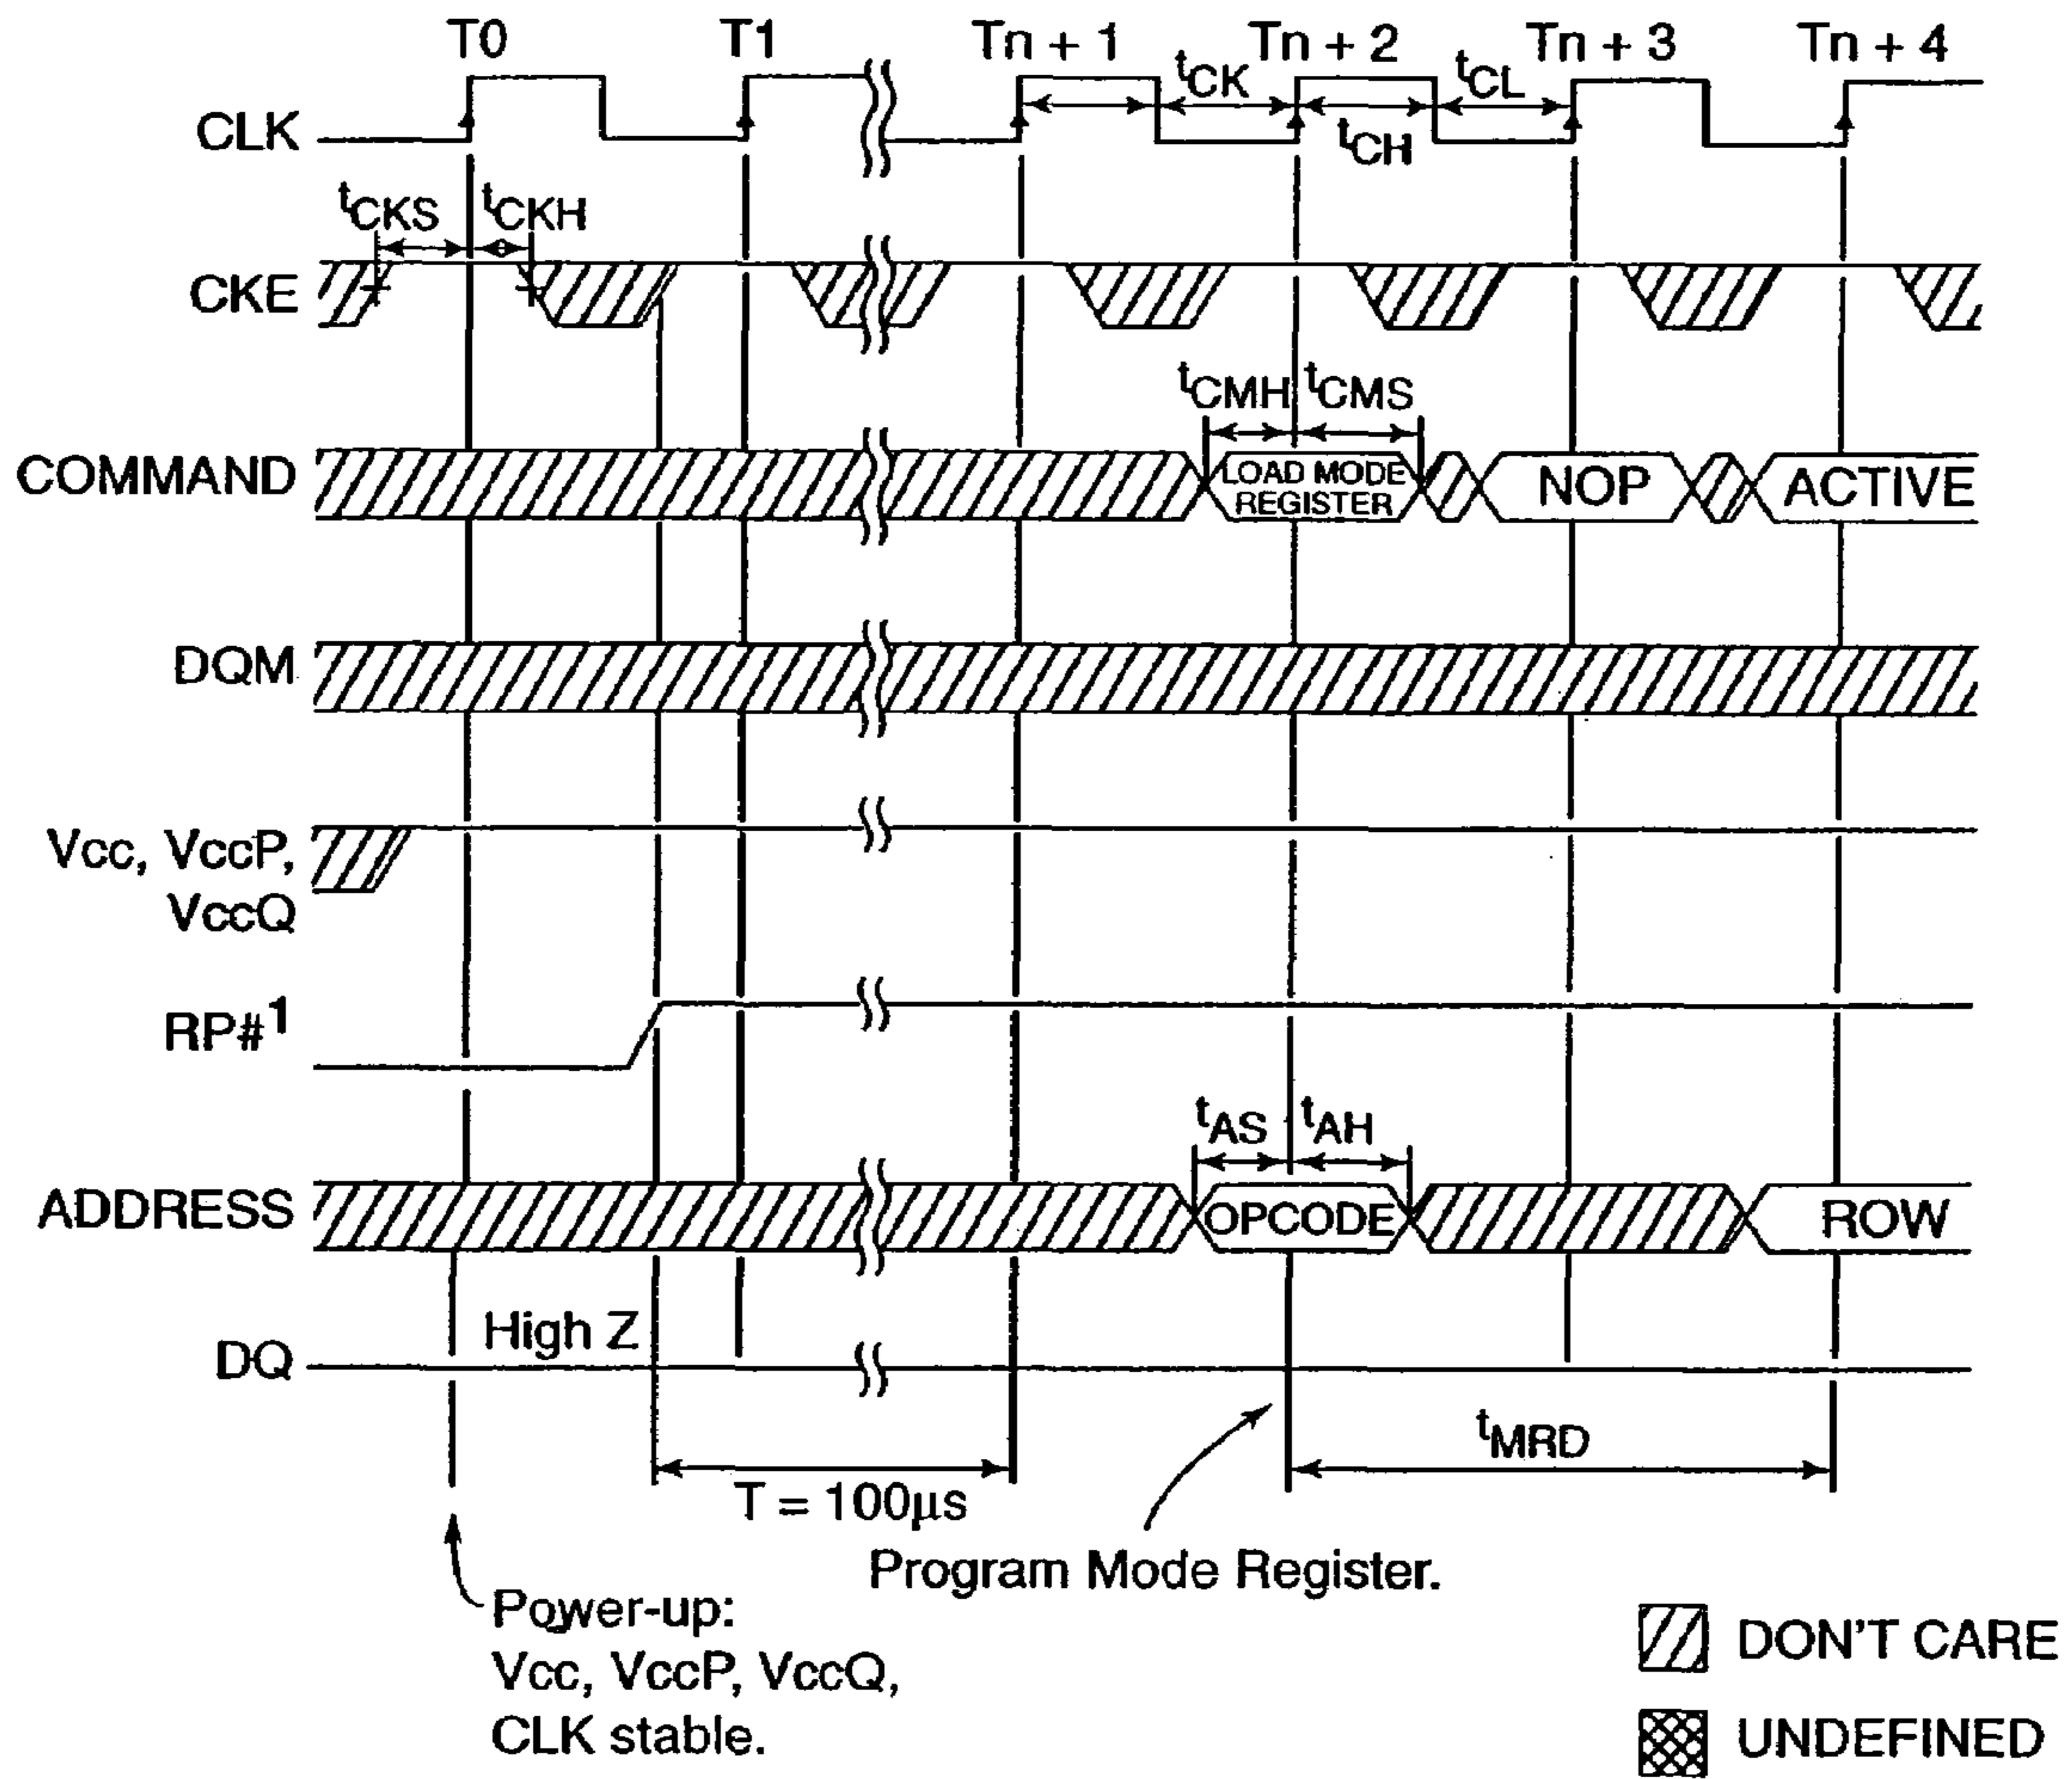 T0 T1 Tn + 1 Tn + 2 Tn + 3 Tn + 4
tCK tCL
CLK
tCH
tCKS tCKH
CKE
tCMH tCMS
COMMAND
LOAD MODE
REGISTER
NOP
ACTIVE
DQM
Vcc, VccP,
VccQ
RP#1
tAS tAH
ADDRESS OPCODE ROW
High Z
DQ
tMRD
T = 100µs
Program Mode Register.
Power-up:
Vcc, VccP, VccQ,
CLK stable.
DON'T CARE
UNDEFINED